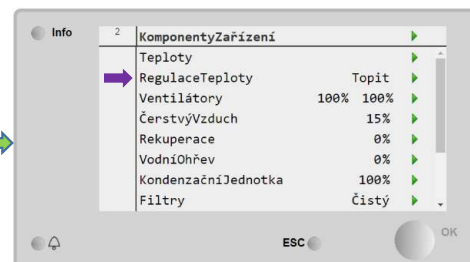 Info
2 KomponentyZařízení
Teploty
RegulaceTeploty Topit
Ventilátory 100% 100%
ČerstvýVzduch 15%
Rekuperace 0%
VodníOhřev 0%
KondenzačníJednotka 100%
Filtry Čistý
ESC
OK